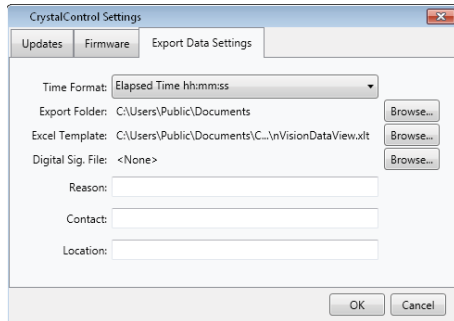 CrystalControl Settings
Updates Firmware Export Data Settings
Time Format: Elapsed Time hh:mm:ss
Export Folder: C:\Users\Public\Documents Browse...
Excel Template: C:\Users\Public\Documents\C...\nVisionDataView.xlt Browse...
Digital Sig. File: <None> Browse...
Reason:
Contact:
Location:
OK Cancel